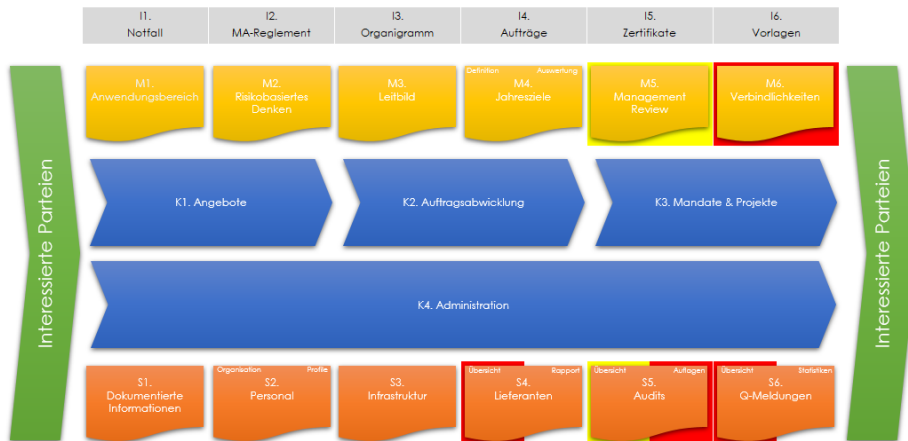 I1.
Notfall
I2.
MA-Reglement
I3.
Organigramm
I4.
Aufträge
I5.
Zertifikate
I6.
Vorlagen
Interessierte Parteien
M1.
Anwendungsbereich
M2.
Risikobasiertes
Denken
M3.
Leitbild
Definition Auswertung
M4.
Jahresziele
M5.
Management
Review
M6.
Verbindlichkeiten
K1. Angebote
K2. Auftragsabwicklung
K3. Mandate & Projekte
K4. Administration
S1.
Dokumentierte
Informationen
Organisation Profile
S2.
Personal
S3.
Infrastruktur
Übersicht Rapport
S4.
Lieferanten
Übersicht Auflagen
S5.
Audits
Übersicht Statistiken
S6.
Q-Meldungen
Interessierte Parteien